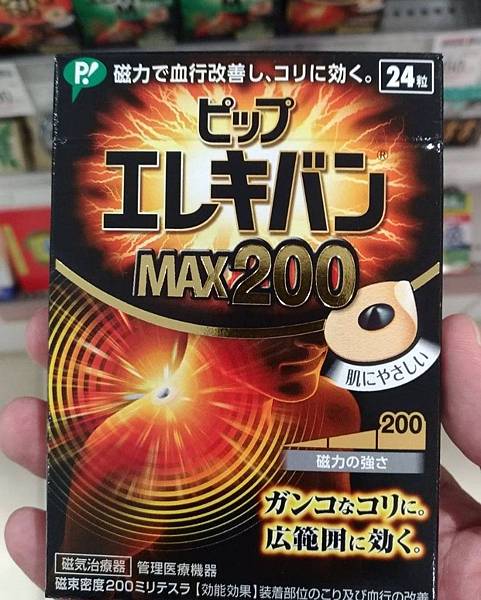 P!
磁力で血行改善し、コリに効く。
24粒
ピップ
エレキバン®
MAX200
肌にやさしい
200
磁力の強さ
ガンコなコリに。
広範囲に効く。
磁気治療器 管理医療機器
磁束密度200ミリテスラ【効能効果】装着部位のこり及び血行の改善